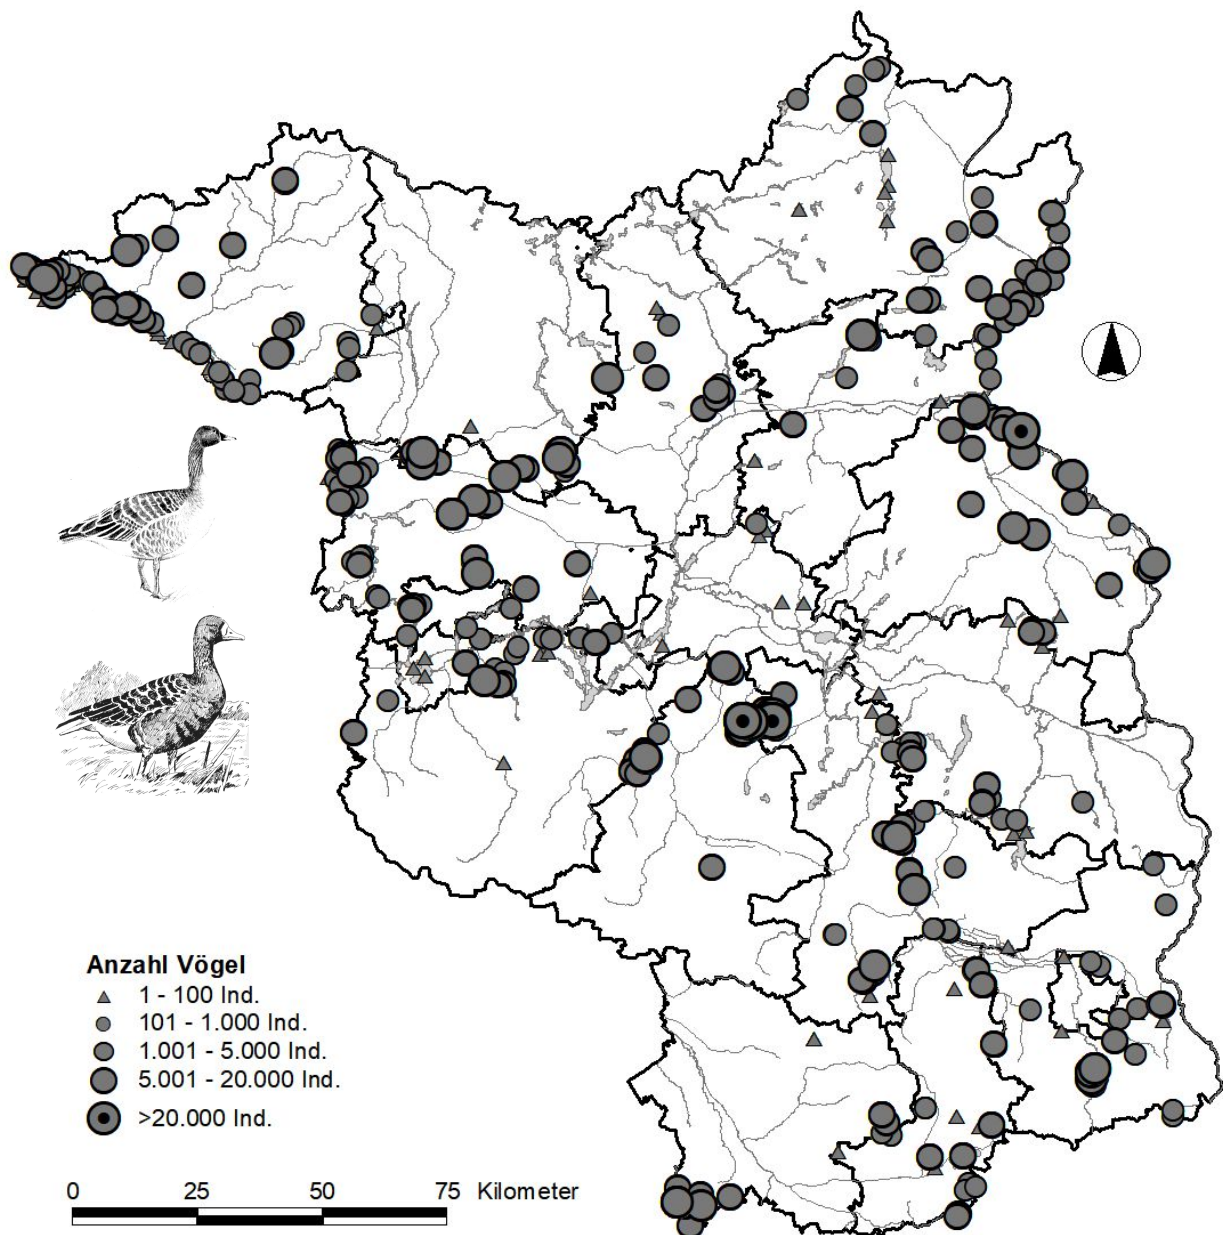 Anzahl Vögel
1 - 100 Ind.
101 - 1.000 Ind.
1.001 - 5.000 Ind.
5.001 - 20.000 Ind.
>20.000 Ind.
0 25 50 75 Kilometer